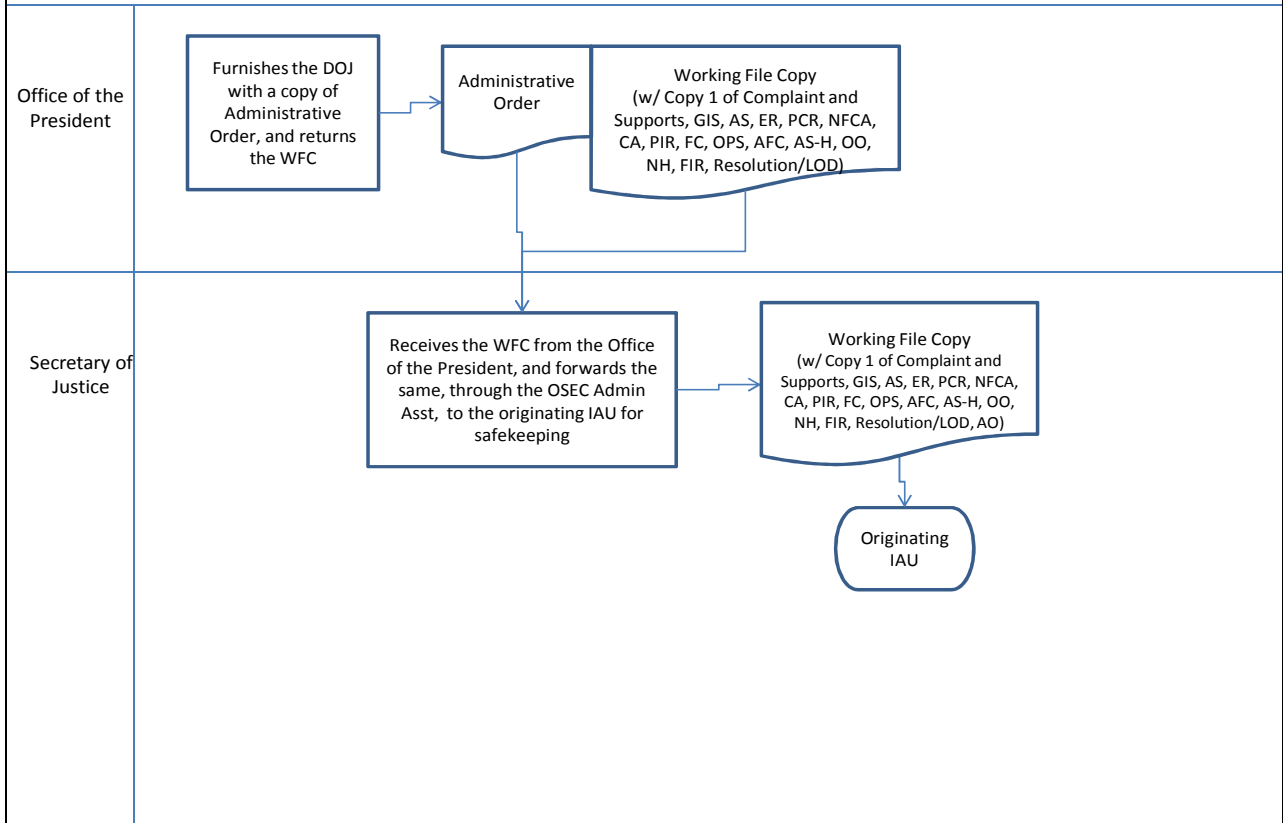 Office of the
President
Furnishes the DOJ
with a copy of
Administrative
Order, and returns
the WFC
Administrative
Order
Working File Copy
(w/ Copy 1 of Complaint and
Supports, GIS, AS, ER, PCR, NFCA,
CA, PIR, FC, OPS, AFC, AS-H, OO,
NH, FIR, Resolution/LOD)
Secretary of
Justice
Receives the WFC from the Office
of the President, and forwards the
same, through the OSEC Admin
Asst, to the originating IAU for
safekeeping
Working File Copy
(w/ Copy 1 of Complaint and
Supports, GIS, AS, ER, PCR, NFCA,
CA, PIR, FC, OPS, AFC, AS-H, OO,
NH, FIR, Resolution/LOD, AO)
Originating
IAU